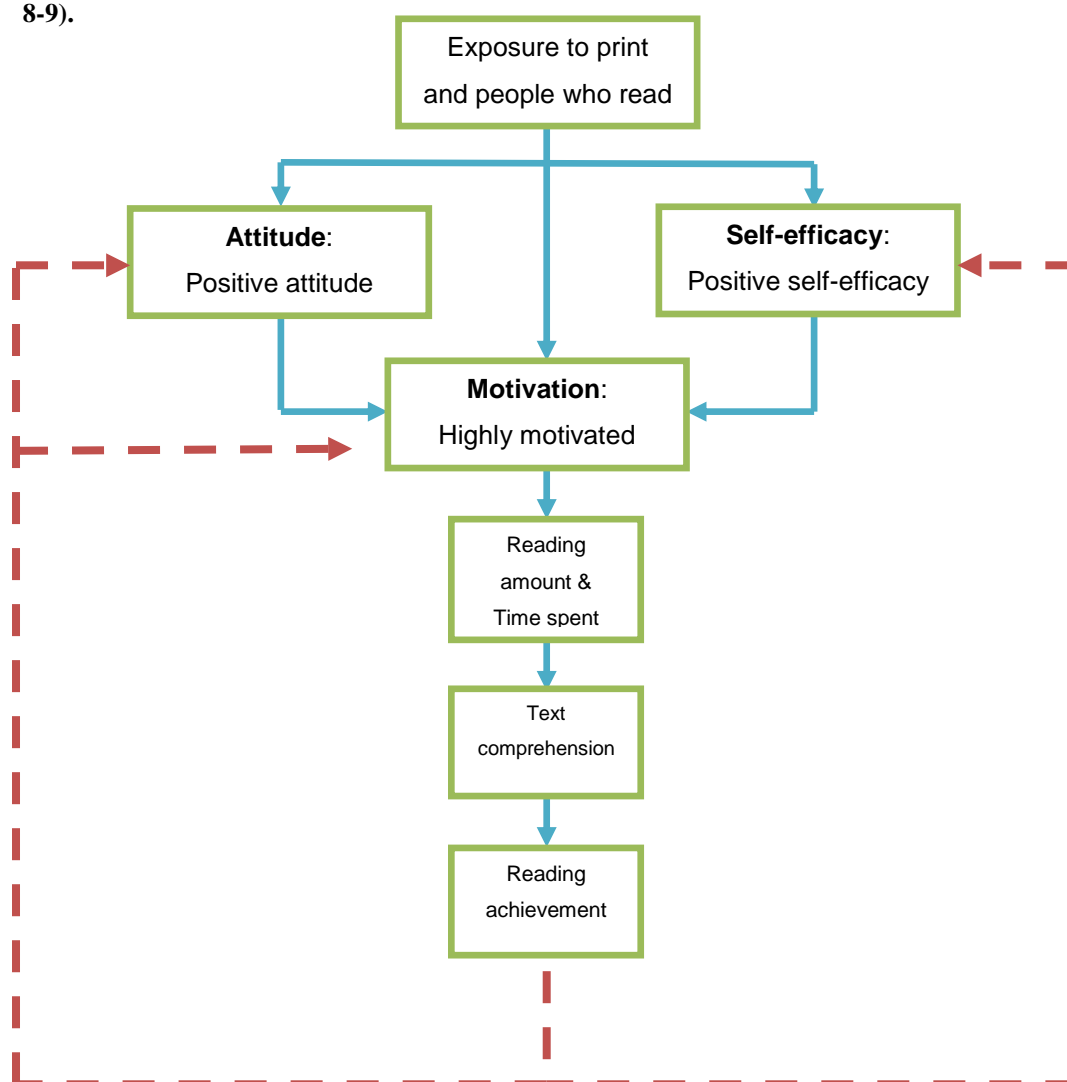 8-9).
Exposure to print
and people who read
Attitude:
Positive attitude
Self-efficacy:
Positive self-efficacy
Motivation:
Highly motivated
Reading
amount &
Time spent
Text
comprehension
Reading
achievement